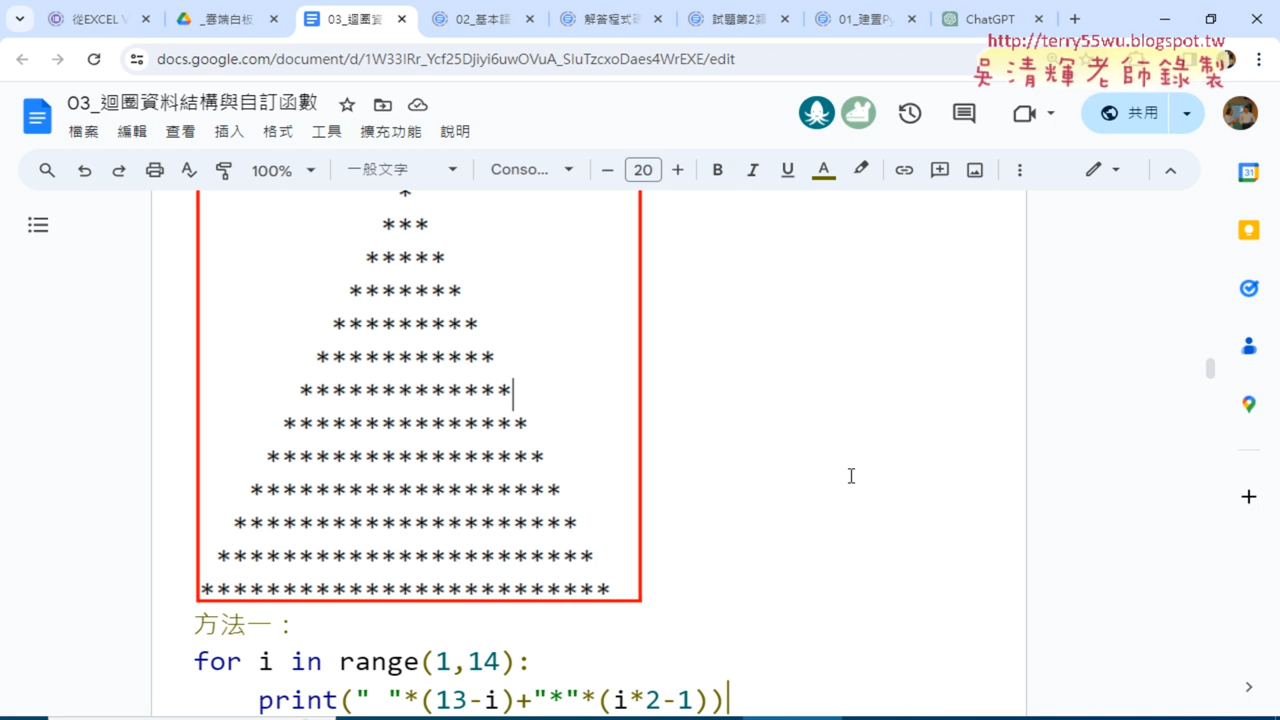 從EXCEL V
_雲端白板
03_迴圈資
02_基本語
解答程式碼
試題第2類
01_建置Py
ChatGPT
docs.google.com/document/d/1W33IRr_Ycf25DJiyi6uwOVuA_SIuTzcxoDaes4WrEXE/edit
http://terry55wu.blogspot.tw
吳清輝老師錄製
03_迴圈資料結構與自訂函數
檔案 編輯 查看 插入 格式 工具 擴充功能 說明
共用
100% 一般文字 Conso... 20 B I U A
31
*
***
*****
*******
*********
***********
*************
***************
*****************
*******************
*********************
***********************
*************************
方法一：
for i in range(1,14):
    print(" "*(13-i)+"*"*(i*2-1))